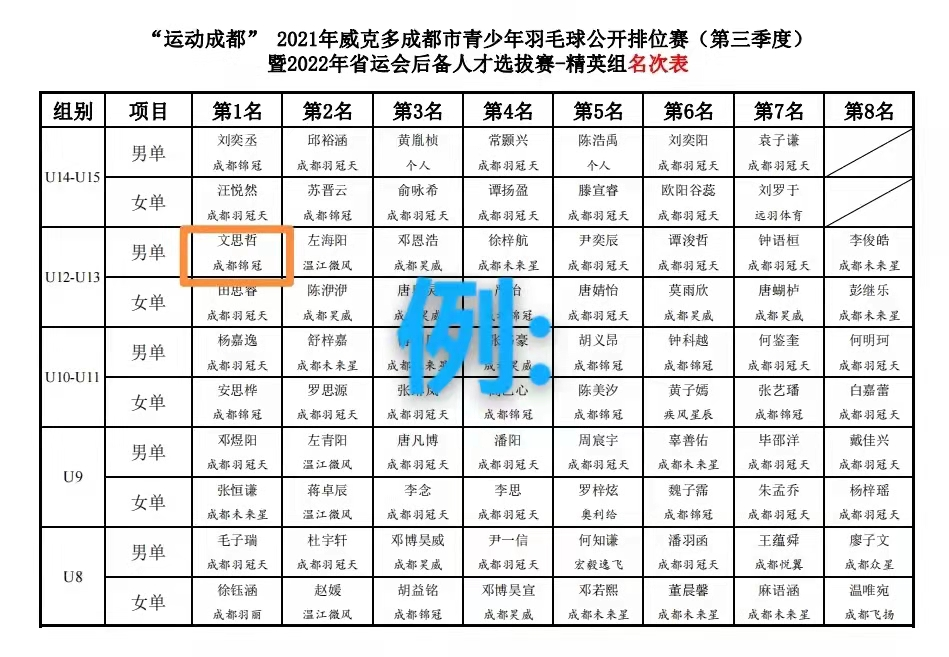 “运动成都” 2021年威克多成都市青少年羽毛球公开排位赛（第三季度）
暨2022年省运会后备人才选拔赛-精英组名次表
组别 项目 第1名 第2名 第3名 第4名 第5名 第6名 第7名 第8名
U14-U15
男单 刘奕丞 邱裕涵 黄胤桢 常颢兴 陈浩禹 刘奕阳 袁子谦
成都锦冠 成都羽冠天 个人 成都羽冠天 个人 成都羽冠天 成都羽冠天
女单 汪悦然 苏晋云 俞咏希 谭扬盈 滕宣睿 欧阳谷蕊 刘罗于
成都羽冠天 成都锦冠 成都羽冠天 成都羽冠天 成都羽冠天 成都羽冠天 远羽体育
U12-U13
男单 文思哲 左海阳 邓恩浩 徐梓航 尹奕辰 谭浚哲 钟语桓 李俊皓
成都锦冠 温江微风 成都昊威 成都未来星 成都羽冠天 成都羽冠天 成都羽冠天 成都未来星
女单 田思睿 陈洢洢 唐婧怡 莫雨欣 唐蝴栌 彭继乐
成都羽冠天 成都昊威 成都羽冠天 成都昊威 成都昊威 成都未来星
例:
U10-U11
男单 杨嘉逸 舒梓嘉 胡义昂 钟科越 何鉴奎 何明珂
成都羽冠天 成都未来星 成都羽冠天 成都锦冠 成都锦冠 成都羽冠天
女单 安思桦 罗思源 陈美汐 黄子嫣 张艺璠 白嘉蕾
成都锦冠 成都羽冠天 成都羽冠天 成都锦冠 成都锦冠 疾风星辰 成都锦冠 成都羽冠天
U9
男单 邓煜阳 左青阳 唐凡博 潘阳 周宸宇 辜善佑 毕邵洋 戴佳兴
成都羽冠天 温江微风 成都羽冠天 成都羽冠天 成都羽冠天 成都未来星 成都羽冠天 成都羽冠天
女单 张恒谦 蒋卓辰 李念 李思 罗梓炫 魏子霈 朱孟乔 杨梓瑶
成都未来星 温江微风 成都羽冠天 成都羽冠天 奥利给 成都锦冠 成都羽冠天 成都羽冠天
U8
男单 毛子瑞 杜宇轩 邓博昊威 尹一信 何知谦 潘羽函 王蕴舜 廖子文
成都羽冠天 成都羽冠天 成都昊威 成都羽冠天 宏毅逸飞 成都羽冠天 成都悦翼 成都众星
女单 徐钰涵 赵媛 胡益铭 邓博昊宣 邓若熙 董晨馨 麻语涵 温唯宛
成都羽丽 温江微风 成都锦冠 成都昊威 成都未来星 成都未来星 成都未来星 成都飞扬